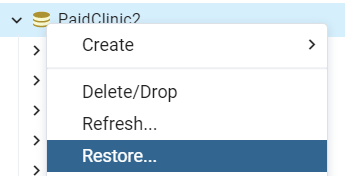 PaidClinic2
Create
Delete/Drop
Refresh...
Restore...